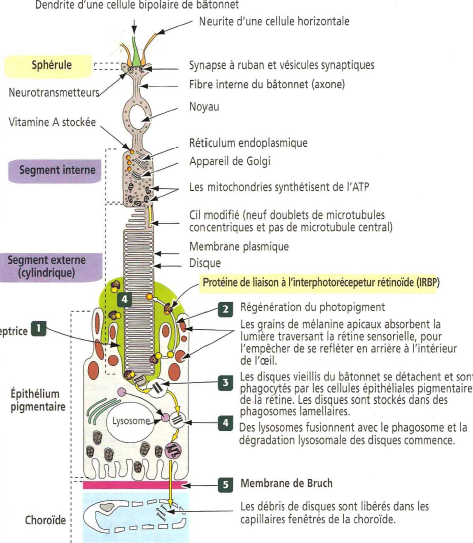 Dendrite d'une cellule bipolaire de bâtonnet
Neurite d'une cellule horizontale
Sphérule
Synapse à ruban et vésicules synaptiques
Neurotransmetteurs
Fibre interne du bâtonnet (axone)
Noyau
Vitamine A stockée
Réticulum endoplasmique
Appareil de Golgi
Segment interne
Les mitochondries synthétisent de l'ATP
Cil modifié (neuf doublets de microtubules
concentriques et pas de microtubule central)
Membrane plasmique
Disque
Segment externe
(cylindrique)
Protéine de liaison à l'interphotorécepetur rétinoïde (IRBP)
4
2 Régénération du photopigment
eptrice 1
Les grains de mélanine apicaux absorbent la
lumière traversant la rétine sensorielle, pour
l'empêcher de se refléter en arrière à l'intérieur
de l'œil.
3 Les disques vieillis du bâtonnet se détachent et sont
phagocytés par les cellules épithéliales pigmentaire
de la rétine. Les disques sont stockés dans des
phagosomes lamellaires.
Épithélium
pigmentaire
Lysosome
4 Des lysosomes fusionnent avec le phagosome et la
dégradation lysosomale des disques commence.
5 Membrane de Bruch
Choroïde
Les débris de disques sont libérés dans les
capillaires fenêtrés de la choroïde.